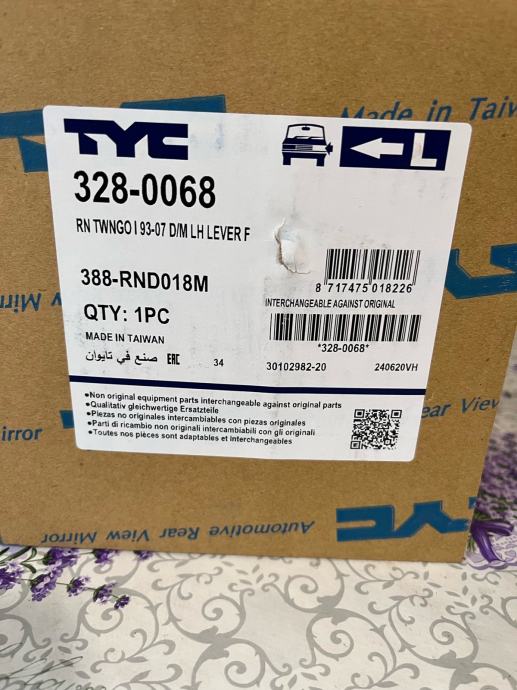 Made in Taiw
TYC
L
328-0068
RN TWNGO I 93-07 D/M LH LEVER F
388-RND018M
8 717475 018226
INTERCHANGEABLE AGAINST ORIGINAL
QTY: 1PC
*328-0068*
MADE IN TAIWAN
صنع في تايوان EAC 34
30102982-20 240620VH
•Non original equipment parts interchangeable against original parts
•Qualitativ gleichwertige Ersatzteile
•Piezas no originales intercambiables con piezas originales
•Parti di ricambio non originali intercambiabili con gli originali
•Toutes nos pièces sont adaptables et interchangeables
ear View
irror
Automotive Rear View Mirror
TYC